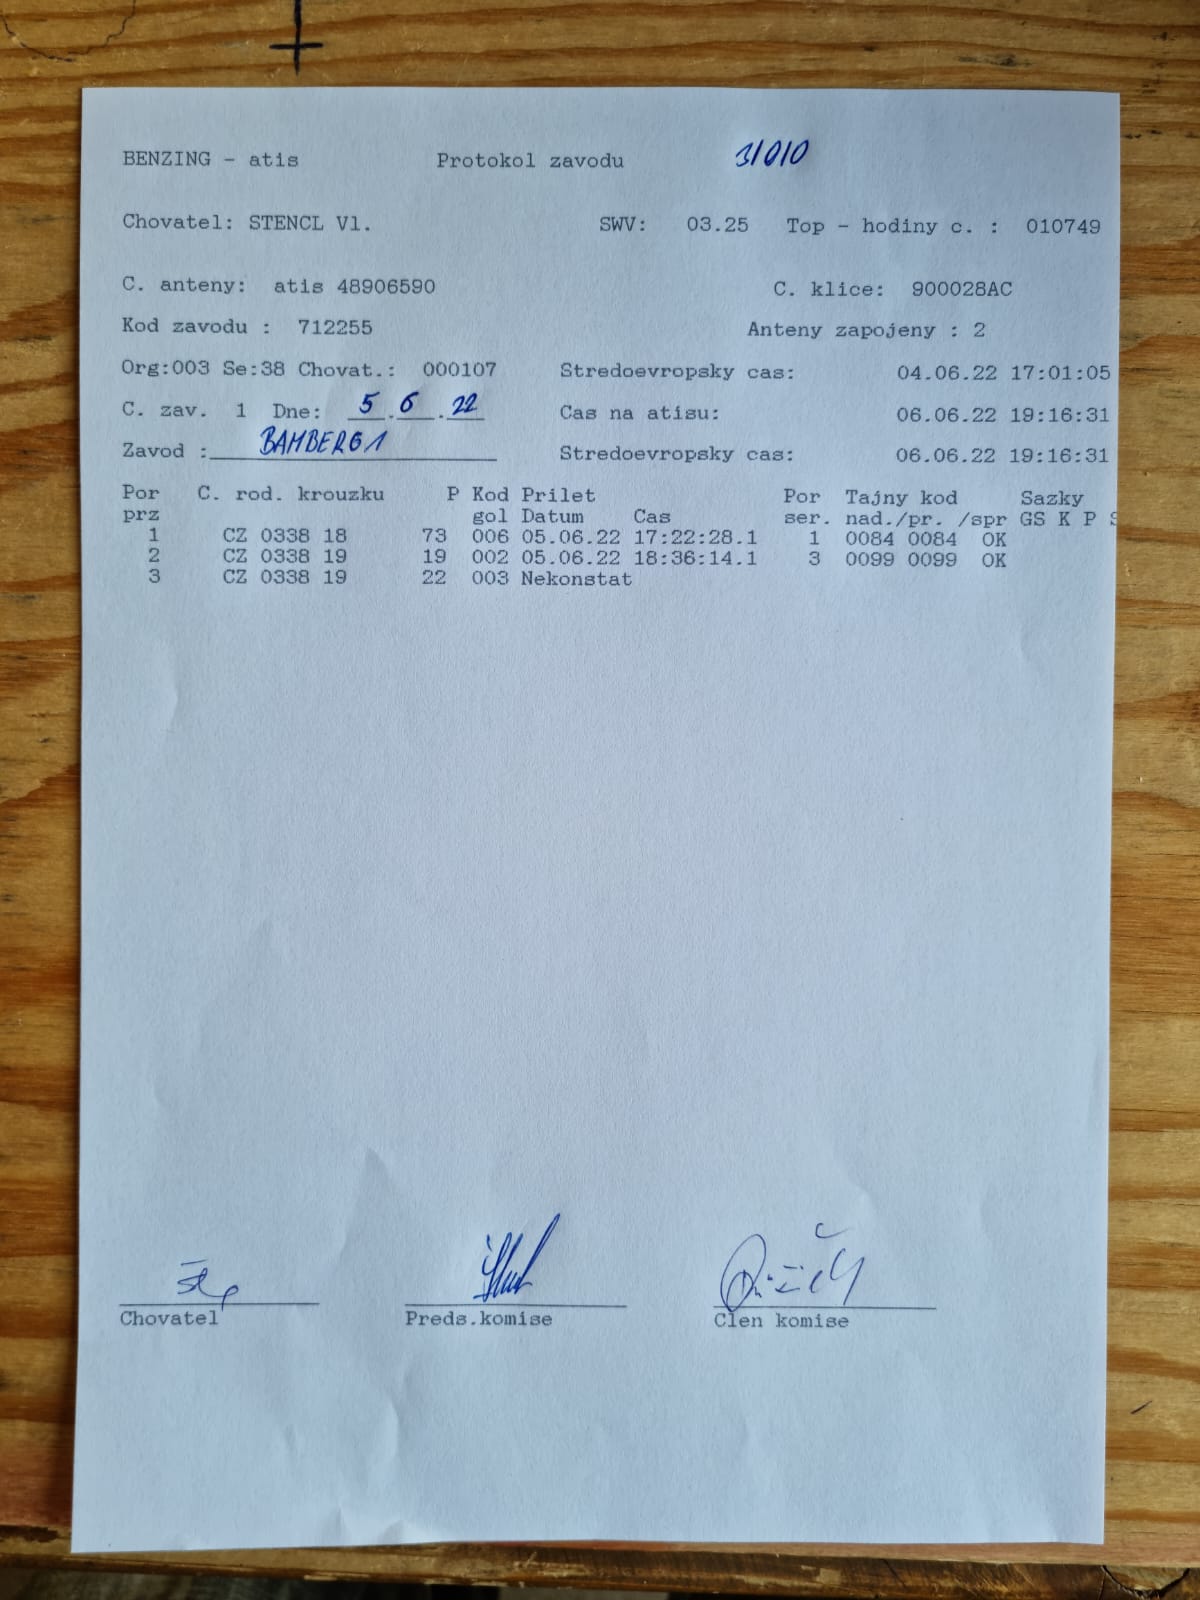 BENZING - atis Protokol zavodu 3/0/0
Chovatel: STENCL Vl. SWV: 03.25 Top - hodiny c. : 010749
C. anteny: atis 48906590 C. klice: 900028AC
Kod zavodu : 712255 Anteny zapojeny : 2
Org:003 Se:38 Chovat.: 000107 Stredoevropsky cas: 04.06.22 17:01:05
C. zav. 1 Dne: 5.6.22 Cas na atisu: 06.06.22 19:16:31
Zavod : BAMBERG 1 Stredoevropsky cas: 06.06.22 19:16:31
Por C. rod. krouzku P Kod Prilet Por Tajny kod Sazky
prz gol Datum Cas ser. nad./pr. /spr GS K P S
1 CZ 0338 18 73 006 05.06.22 17:22:28.1 1 0084 0084 OK
2 CZ 0338 19 19 002 05.06.22 18:36:14.1 3 0099 0099 OK
3 CZ 0338 19 22 003 Nekonstat
Chovatel Preds.komise Clen komise